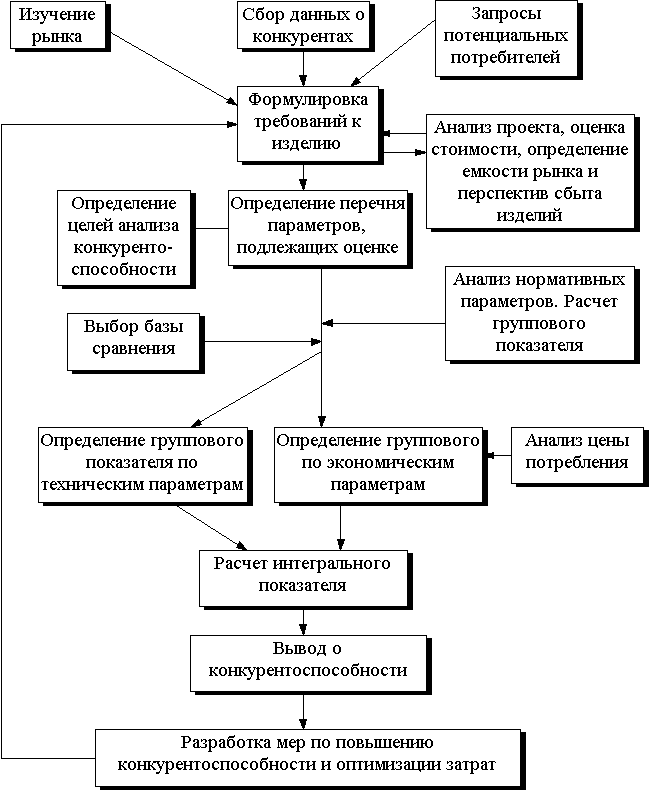 Изучение
рынка
Сбор данных о
конкурентах
Запросы
потенциальных
потребителей
Формулировка
требований к
изделию
Анализ проекта, оценка
стоимости, определение
емкости рынка и
перспектив сбыта
изделий
Определение
целей анализа
конкуренто-
способности
Определение перечня
параметров,
подлежащих оценке
Анализ нормативных
параметров. Расчет
группового
показателя
Выбор базы
сравнения
Определение группового
показателя по
техническим параметрам
Определение группового
по экономическим
параметрам
Анализ цены
потребления
Расчет интегрального
показателя
Вывод о
конкурентоспособности
Разработка мер по повышению
конкурентоспособности и оптимизации затрат